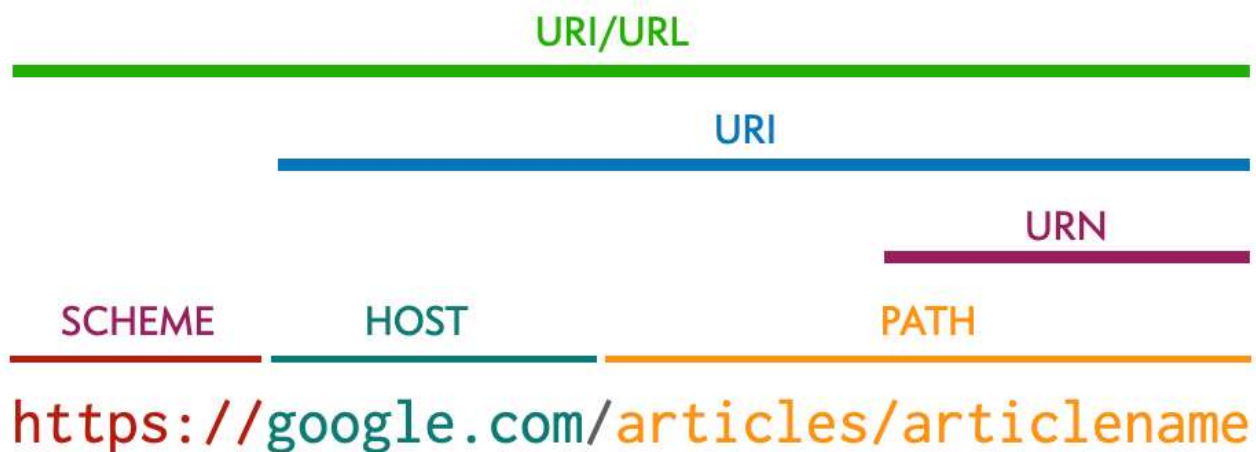 URI/URL
URI
URN
SCHEME HOST PATH
https://google.com/articles/articlename